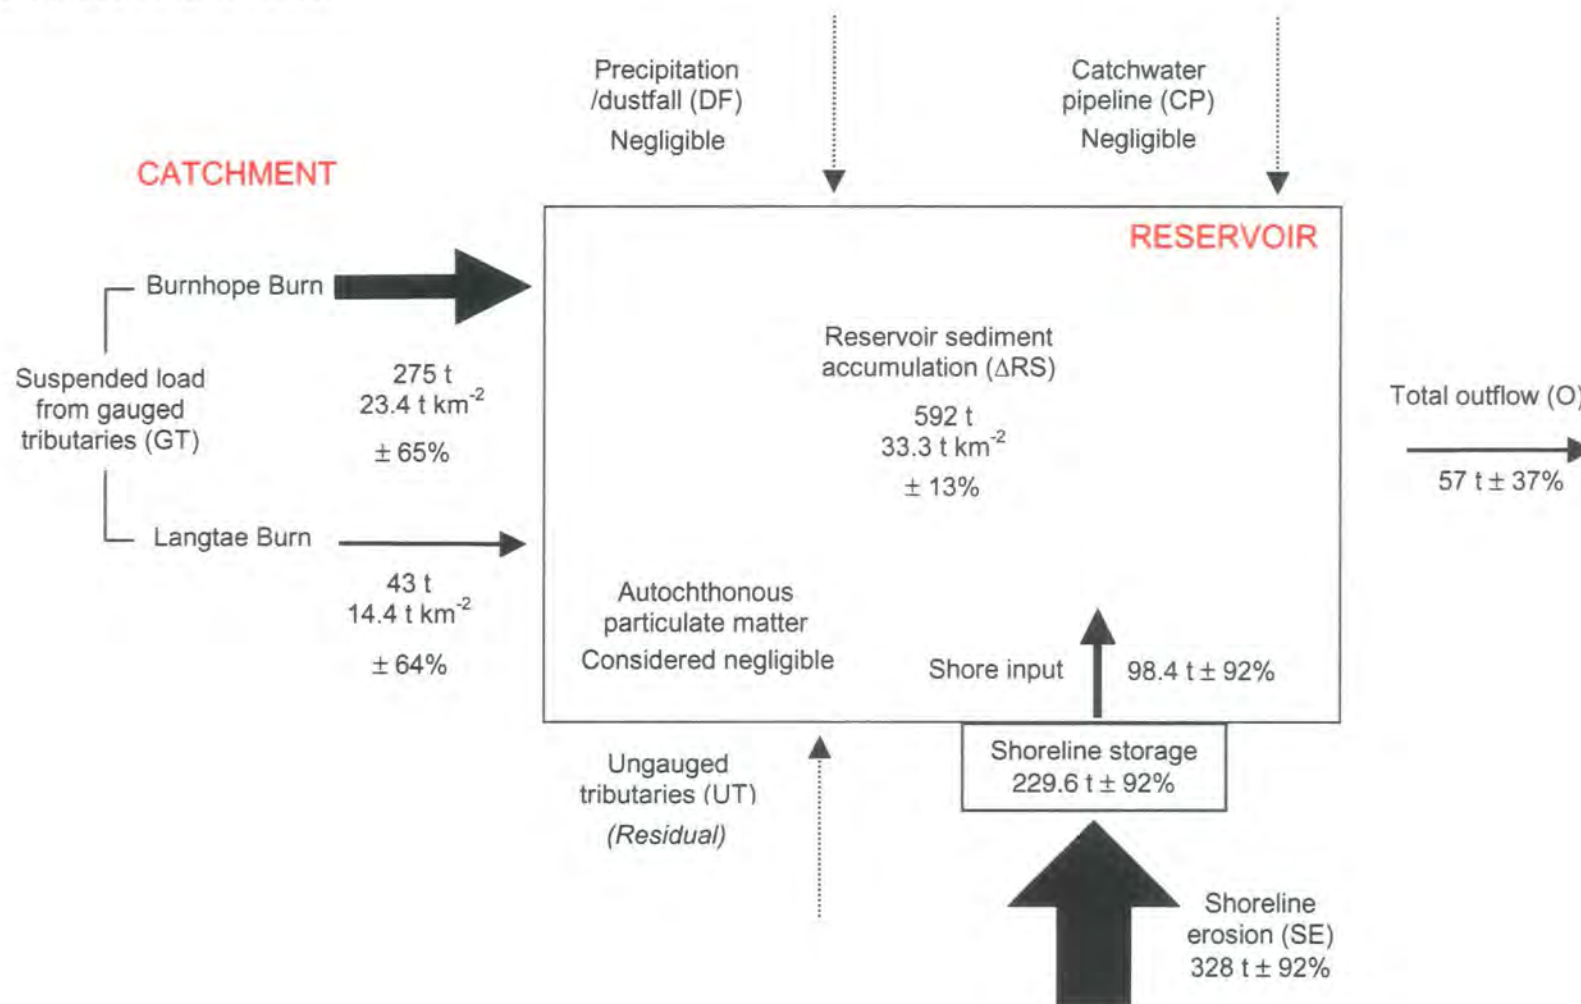 Precipitation
/dustfall (DF)
Negligible
Catchwater
pipeline (CP)
Negligible
CATCHMENT
RESERVOIR
Burnhope Burn
Suspended load
from gauged
tributaries (GT)
275 t
23.4 t km-2
± 65%
Langtae Burn
43 t
14.4 t km-2
± 64%
Reservoir sediment
accumulation (ΔRS)
592 t
33.3 t km-2
± 13%
Total outflow (O)
57 t ± 37%
Autochthonous
particulate matter
Considered negligible
Shore input
98.4 t ± 92%
Shoreline storage
229.6 t ± 92%
Ungauged
tributaries (UT)
(Residual)
Shoreline
erosion (SE)
328 t ± 92%